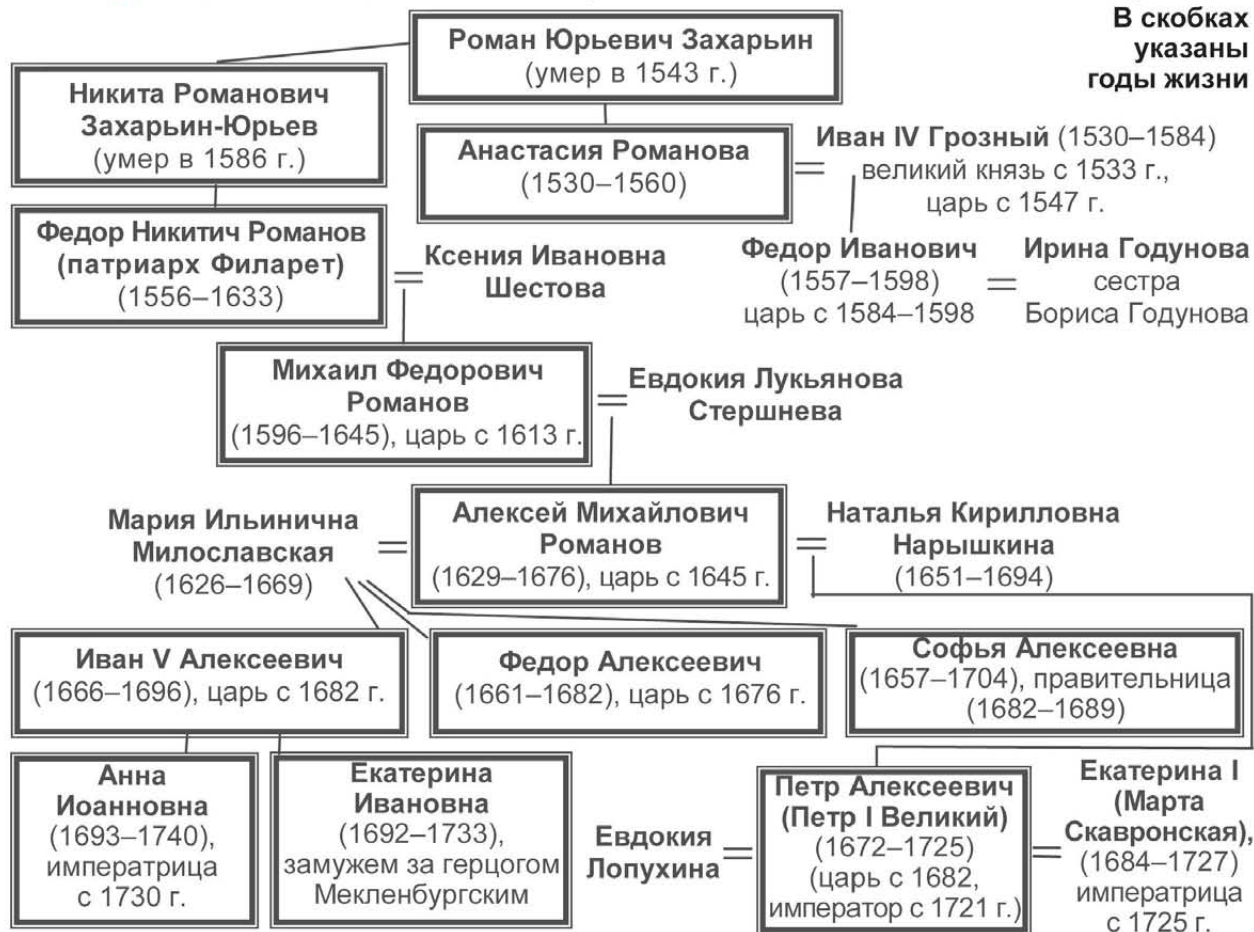 Роман Юрьевич Захарьин
(умер в 1543 г.)
В скобках
указаны
годы жизни
Никита Романович
Захарьин-Юрьев
(умер в 1586 г.)
Анастасия Романова
(1530–1560)
=
Иван IV Грозный (1530–1584)
великий князь с 1533 г.,
царь с 1547 г.
Федор Никитич Романов
(патриарх Филарет)
(1556–1633)
=
Ксения Ивановна
Шестова
Федор Иванович
(1557–1598)
царь с 1584–1598
=
Ирина Годунова
сестра
Бориса Годунова
Михаил Федорович
Романов
(1596–1645), царь с 1613 г.
=
Евдокия Лукьянова
Стершнева
Мария Ильинична
Милославская
(1626–1669)
=
Алексей Михайлович
Романов
(1629–1676), царь с 1645 г.
=
Наталья Кирилловна
Нарышкина
(1651–1694)
Иван V Алексеевич
(1666–1696), царь с 1682 г.
Федор Алексеевич
(1661–1682), царь с 1676 г.
Софья Алексеевна
(1657–1704), правительница
(1682–1689)
Анна
Иоанновна
(1693–1740),
императрица
с 1730 г.
Екатерина
Ивановна
(1692–1733),
замужем за герцогом
Мекленбургским
Евдокия
Лопухина
=
Петр Алексеевич
(Петр I Великий)
(1672–1725)
(царь с 1682,
император с 1721 г.)
=
Екатерина I
(Марта
Скавронская),
(1684–1727)
императрица
с 1725 г.